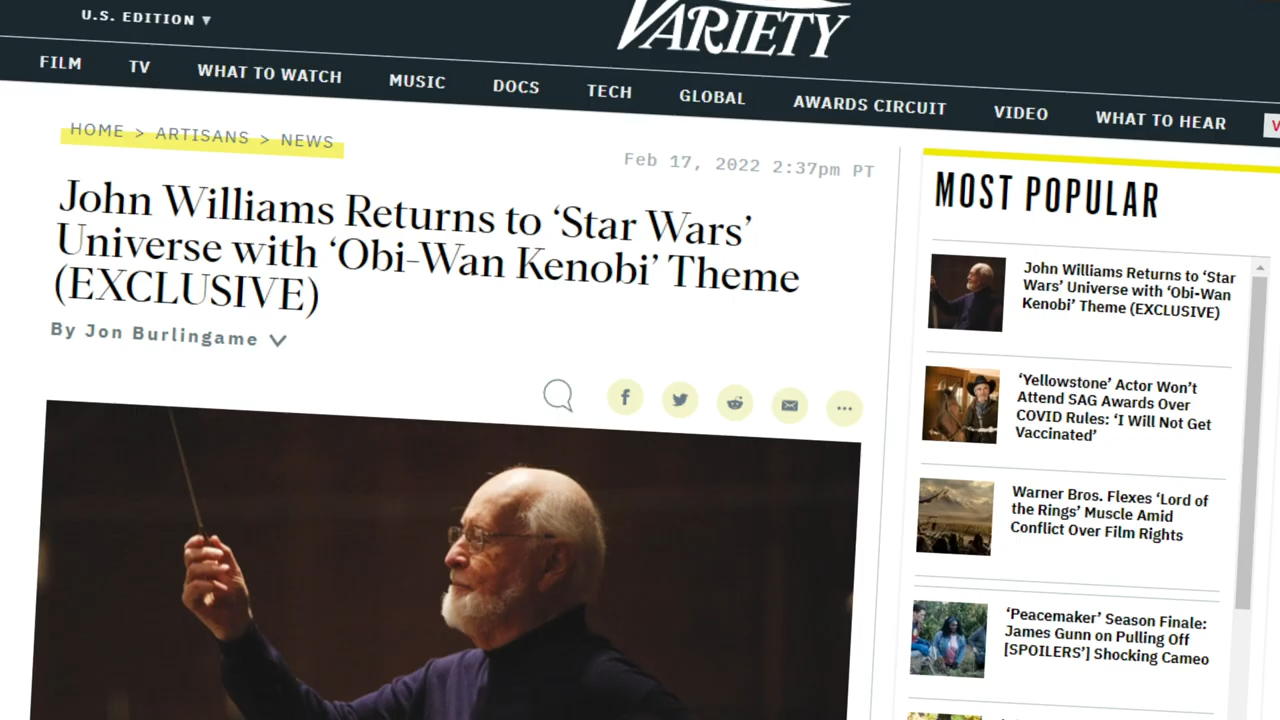 U.S. EDITION ▼
VARIETY
FILM TV WHAT TO WATCH MUSIC DOCS TECH GLOBAL AWARDS CIRCUIT VIDEO WHAT TO HEAR
HOME > ARTISANS > NEWS
Feb 17, 2022 2:37pm PT
John Williams Returns to ‘Star Wars’
Universe with ‘Obi-Wan Kenobi’ Theme
(EXCLUSIVE)
By Jon Burlingame
MOST POPULAR
John Williams Returns to ‘Star
Wars’ Universe with ‘Obi-Wan
Kenobi’ Theme (EXCLUSIVE)
‘Yellowstone’ Actor Won’t
Attend SAG Awards Over
COVID Rules: ‘I Will Not Get
Vaccinated’
Warner Bros. Flexes ‘Lord of
the Rings’ Muscle Amid
Conflict Over Film Rights
‘Peacemaker’ Season Finale:
James Gunn on Pulling Off
[SPOILERS’] Shocking Cameo